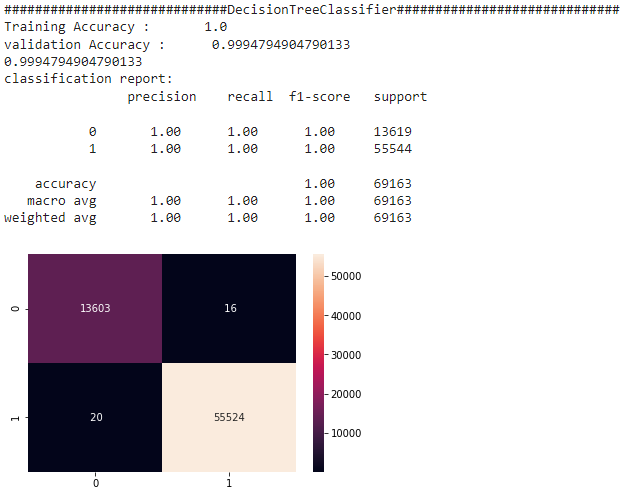 #############################DecisionTreeClassifier#############################
Training Accuracy :       1.0
validation Accuracy :      0.9994794904790133
0.9994794904790133
classification report:
                precision    recall  f1-score   support

           0       1.00      1.00      1.00     13619
           1       1.00      1.00      1.00     55544

    accuracy                           1.00     69163
   macro avg       1.00      1.00      1.00     69163
weighted avg       1.00      1.00      1.00     69163

0
13603
16
1
20
55524
0
1
50000
40000
30000
20000
10000